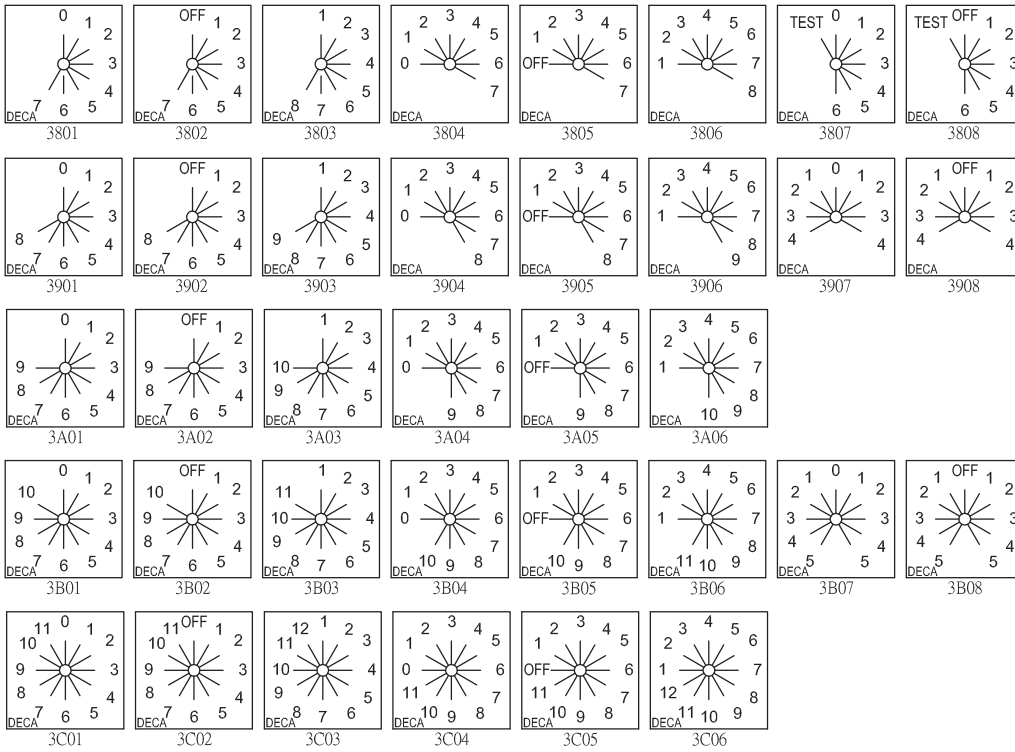 0 1 2 3 4 5 6 7
DECA
3801
OFF 1 2 3 4 5 6 7
DECA
3802
1 2 3 4 5 6 7 8
DECA
3803
0 1 2 3 4 5 6 7
DECA
3804
OFF 1 2 3 4 5 6 7
DECA
3805
1 2 3 4 5 6 7 8
DECA
3806
TEST 0 1 2 3 4 5 6
DECA
3807
TEST OFF 1 2 3 4 5 6
DECA
3808
0 1 2 3 4 5 6 7 8
DECA
3901
OFF 1 2 3 4 5 6 7 8
DECA
3902
1 2 3 4 5 6 7 8 9
DECA
3903
0 1 2 3 4 5 6 7 8
DECA
3904
OFF 1 2 3 4 5 6 7 8
DECA
3905
1 2 3 4 5 6 7 8 9
DECA
3906
4 3 2 1 0 1 2 3 4
DECA
3907
4 3 2 1 OFF 1 2 3 4
DECA
3908
0 1 2 3 4 5 6 7 8 9
DECA
3A01
OFF 1 2 3 4 5 6 7 8 9
DECA
3A02
1 2 3 4 5 6 7 8 9 10
DECA
3A03
0 1 2 3 4 5 6 7 8 9
DECA
3A04
OFF 1 2 3 4 5 6 7 8 9
DECA
3A05
1 2 3 4 5 6 7 8 9 10
DECA
3A06
0 1 2 3 4 5 6 7 8 9 10
DECA
3B01
OFF 1 2 3 4 5 6 7 8 9 10
DECA
3B02
1 2 3 4 5 6 7 8 9 10 11
DECA
3B03
0 1 2 3 4 5 6 7 8 9 10
DECA
3B04
OFF 1 2 3 4 5 6 7 8 9 10
DECA
3B05
1 2 3 4 5 6 7 8 9 10 11
DECA
3B06
5 4 3 2 1 0 1 2 3 4 5
DECA
3B07
5 4 3 2 1 OFF 1 2 3 4 5
DECA
3B08
0 1 2 3 4 5 6 7 8 9 10 11
DECA
3C01
OFF 1 2 3 4 5 6 7 8 9 10 11
DECA
3C02
1 2 3 4 5 6 7 8 9 10 11 12
DECA
3C03
0 1 2 3 4 5 6 7 8 9 10 11
DECA
3C04
OFF 1 2 3 4 5 6 7 8 9 10 11
DECA
3C05
1 2 3 4 5 6 7 8 9 10 11 12
DECA
3C06